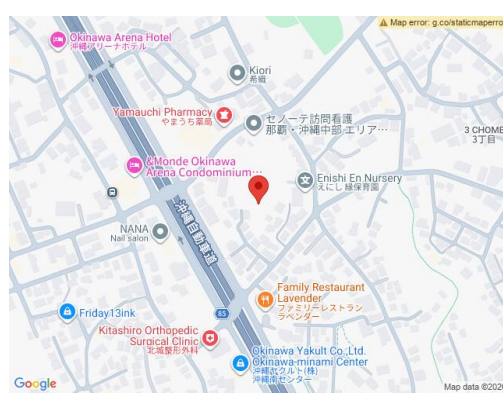 Map error: g.co/staticmaperro
Okinawa Arena Hotel
沖縄アリーナホテル
Kiori
希織
Yamauchi Pharmacy
やまうち薬局
セノーテ訪問看護
那覇・沖縄中部 エリア…
3 CHOME
3丁目
&Monde Okinawa
Arena Condominium…
Enishi En Nursery
えにし 縁保育園
沖縄自動車道
NANA
Nail salon
Family Restaurant
Lavender
ファミリーレストラン
ラベンダー
Friday13ink
85
Kitashiro Orthopedic
Surgical Clinic
北城整形外科
Okinawa Yakult Co.,Ltd.
Okinawa-minami Center
沖縄ヤクルト(株)
沖縄南センター
Google
Map data ©2026